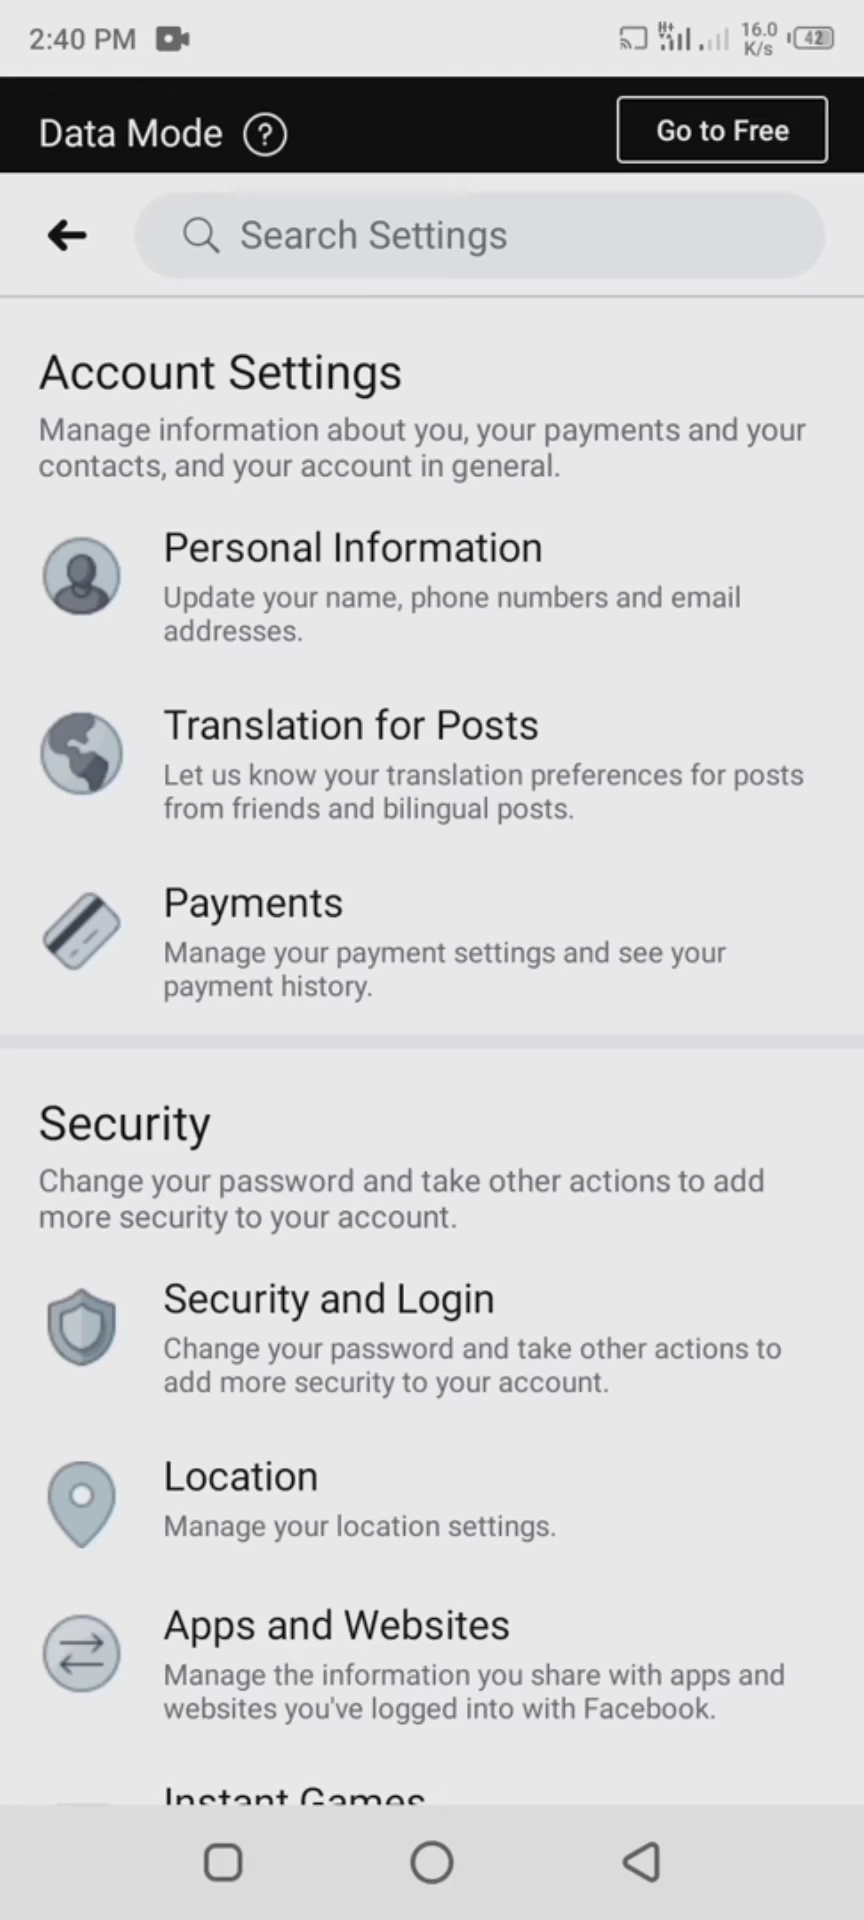 2:40 PM
H+
16.0
K/s
42
Data Mode ?
Go to Free
Search Settings
Account Settings
Manage information about you, your payments and your
contacts, and your account in general.
Personal Information
Update your name, phone numbers and email
addresses.
Translation for Posts
Let us know your translation preferences for posts
from friends and bilingual posts.
Payments
Manage your payment settings and see your
payment history.
Security
Change your password and take other actions to add
more security to your account.
Security and Login
Change your password and take other actions to
add more security to your account.
Location
Manage your location settings.
Apps and Websites
Manage the information you share with apps and
websites you've logged into with Facebook.
Instant Games